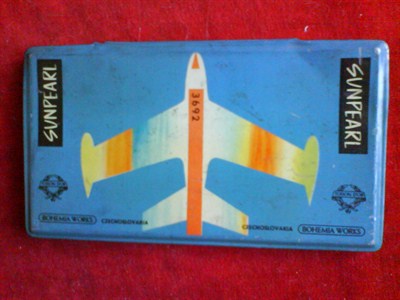 SUNPEARL
SUNPEARL
3692
BOHEMIA WORKS
CZECHOSLOVAKIA
CZECHOSLOVAKIA
BOHEMIA WORKS